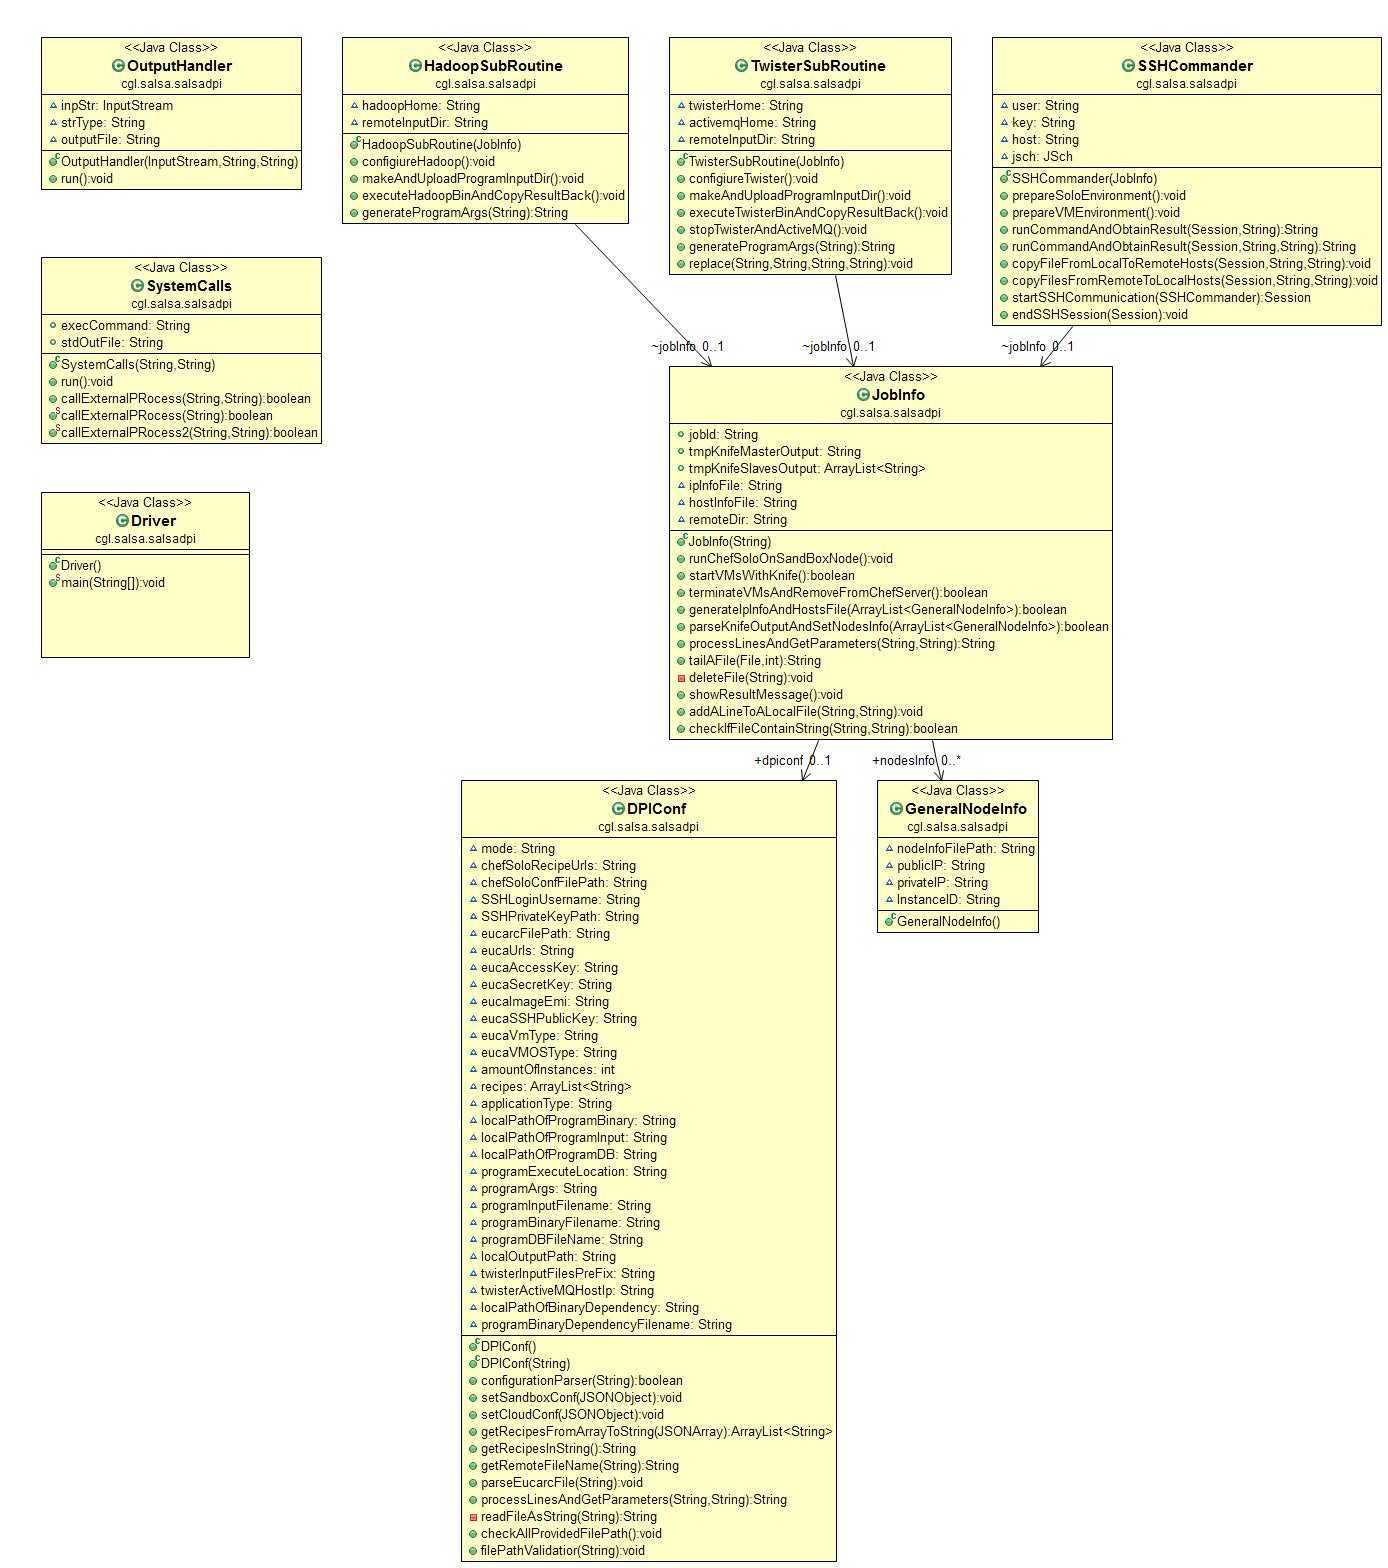 <<Java Class>>
OutputHandler
cgl.salsa.salsadpi
inpStr: InputStream
strType: String
outputFile: String
OutputHandler(InputStream,String,String)
run():void
<<Java Class>>
HadoopSubRoutine
cgl.salsa.salsadpi
hadoopHome: String
remoteInputDir: String
HadoopSubRoutine(JobInfo)
configiureHadoop():void
makeAndUploadProgramInputDir():void
executeHadoopBinAndCopyResultBack():void
generateProgramArgs(String):String
<<Java Class>>
TwisterSubRoutine
cgl.salsa.salsadpi
twisterHome: String
activemqHome: String
remoteInputDir: String
TwisterSubRoutine(JobInfo)
configiureTwister():void
makeAndUploadProgramInputDir():void
executeTwisterBinAndCopyResultBack():void
stopTwisterAndActiveMQ():void
generateProgramArgs(String):String
replace(String,String,String,String):void
<<Java Class>>
SSHCommander
cgl.salsa.salsadpi
user: String
key: String
host: String
jsch: JSch
SSHCommander(JobInfo)
prepareSoloEnvironment():void
prepareVMEnvironment():void
runCommandAndObtainResult(Session,String):String
runCommandAndObtainResult(Session,String,String):String
copyFileFromLocalToRemoteHosts(Session,String,String):void
copyFilesFromRemoteToLocalHosts(Session,String,String):void
startSSHCommunication(SSHCommander):Session
endSSHSession(Session):void
<<Java Class>>
SystemCalls
cgl.salsa.salsadpi
execCommand: String
stdOutFile: String
SystemCalls(String,String)
run():void
callExternalPRocess(String,String):boolean
callExternalPRocess(String):boolean
callExternalPRocess2(String,String):boolean
~jobInfo 0..1
~jobInfo 0..1
~jobInfo 0..1
<<Java Class>>
JobInfo
cgl.salsa.salsadpi
jobId: String
tmpKnifeMasterOutput: String
tmpKnifeSlavesOutput: ArrayList<String>
ipInfoFile: String
hostInfoFile: String
remoteDir: String
JobInfo(String)
runChefSoloOnSandBoxNode():void
startVMsWithKnife():boolean
terminateVMsAndRemoveFromChefServer():boolean
generateIpInfoAndHostsFile(ArrayList<GeneralNodeInfo>):boolean
parseKnifeOutputAndSetNodesInfo(ArrayList<GeneralNodeInfo>):boolean
processLinesAndGetParameters(String,String):String
tailAFile(File,int):String
deleteFile(String):void
showResultMessage():void
addALineToALocalFile(String,String):void
checkIfFileContainString(String,String):boolean
<<Java Class>>
Driver
cgl.salsa.salsadpi
Driver()
main(String[]):void
+dpiconf 0..1
+nodesInfo 0..*
<<Java Class>>
DPIConf
cgl.salsa.salsadpi
mode: String
chefSoloRecipeUrls: String
chefSoloConfFilePath: String
SSHLoginUsername: String
SSHPrivateKeyPath: String
eucarcFilePath: String
eucaUrls: String
eucaAccessKey: String
eucaSecretKey: String
eucaImageEmi: String
eucaSSHPublicKey: String
eucaVmType: String
eucaVMOSType: String
amountOfInstances: int
recipes: ArrayList<String>
applicationType: String
localPathOfProgramBinary: String
localPathOfProgramInput: String
localPathOfProgramDB: String
programExecuteLocation: String
programArgs: String
programInputFilename: String
programBinaryFilename: String
programDBFileName: String
localOutputPath: String
twisterInputFilesPreFix: String
twisterActiveMQHostIp: String
localPathOfBinaryDependency: String
programBinaryDependencyFilename: String
DPIConf()
DPIConf(String)
configurationParser(String):boolean
setSandboxConf(JSONObject):void
setCloudConf(JSONObject):void
getRecipesFromArrayToString(JSONArray):ArrayList<String>
getRecipesInString():String
getRemoteFileName(String):String
parseEucarcFile(String):void
processLinesAndGetParameters(String,String):String
readFileAsString(String):String
checkAllProvidedFilePath():void
filePathValidatior(String):void
<<Java Class>>
GeneralNodeInfo
cgl.salsa.salsadpi
nodeInfoFilePath: String
publicIP: String
privateIP: String
InstanceID: String
GeneralNodeInfo()